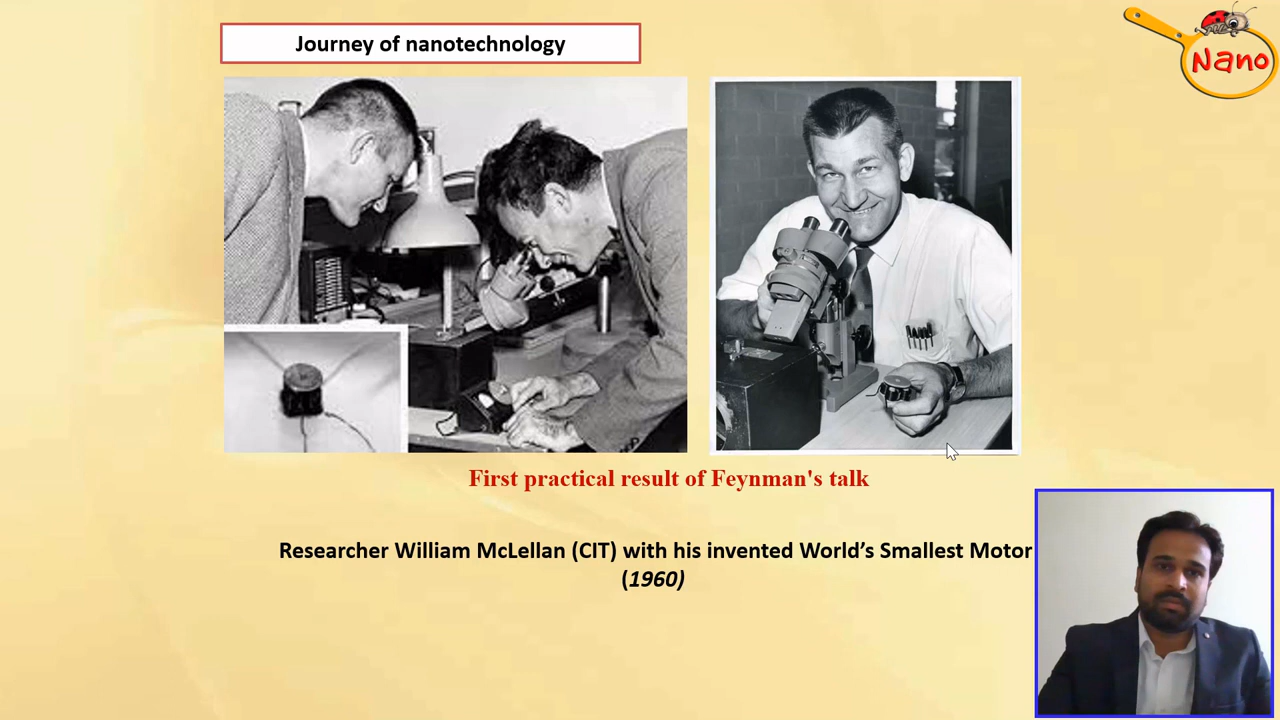 Journey of nanotechnology
Nano
First practical result of Feynman's talk
Researcher William McLellan (CIT) with his invented World’s Smallest Motor
(1960)